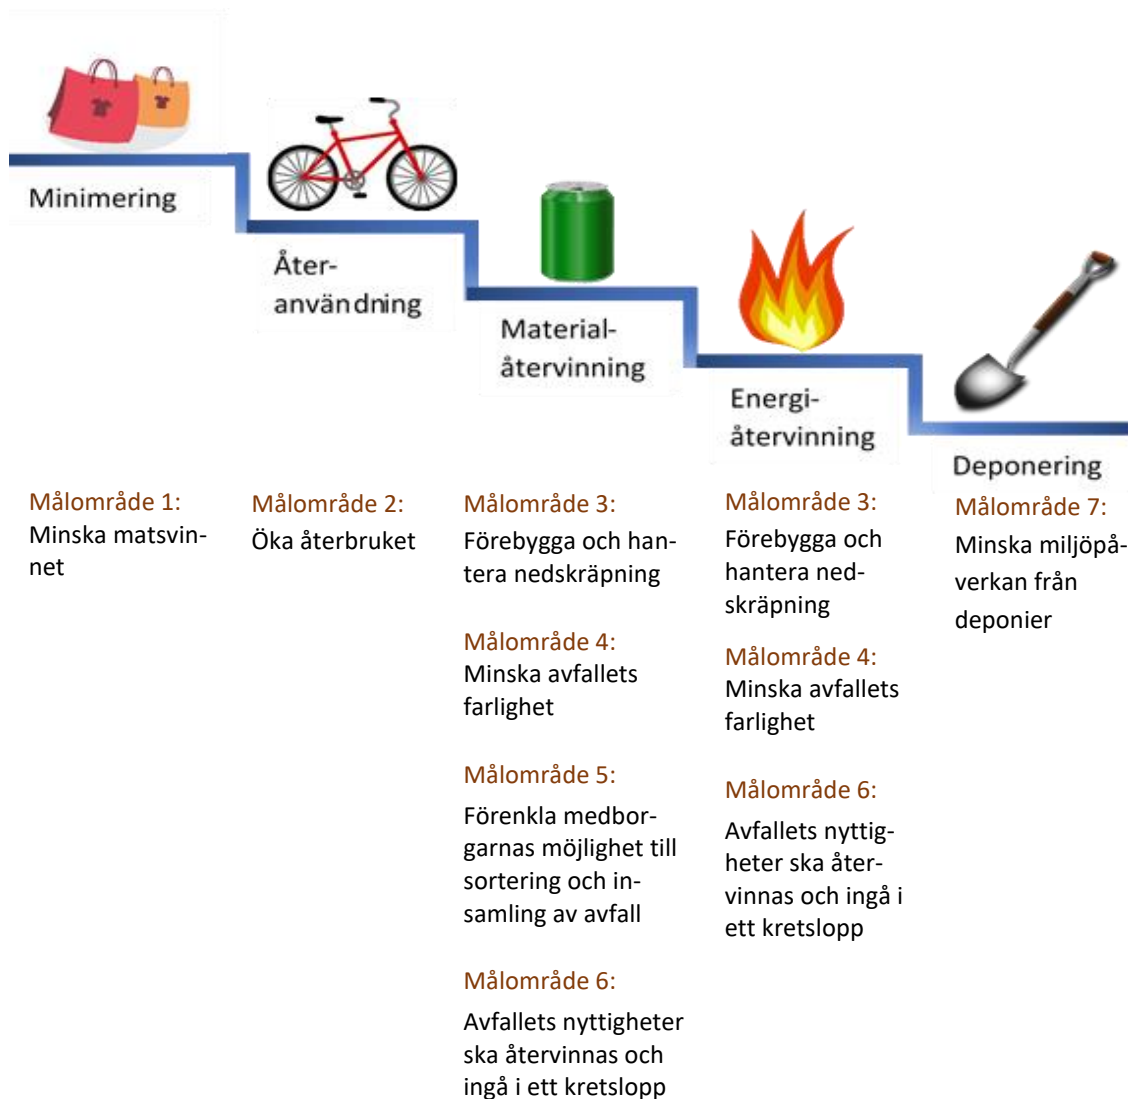 Minimering
Åter-
användning
Material-
återvinning
Energi-
återvinning
Deponering
Målområde 1:
Minska matsvin-
net
Målområde 2:
Öka återbruket
Målområde 3:
Förebygga och han-
tera nedskräpning
Målområde 4:
Minska avfallets
farlighet
Målområde 5:
Förenkla medbor-
garnas möjlighet till
sortering och in-
samling av avfall
Målområde 6:
Avfallets nyttigheter
ska återvinnas och
ingå i ett kretslopp
Målområde 3:
Förebygga och
hantera ned-
skräpning
Målområde 4:
Minska avfallets
farlighet
Målområde 6:
Avfallets nyttig-
heter ska åter-
vinnas och ingå i
ett kretslopp
Målområde 7:
Minska miljöpå-
verkan från
deponier